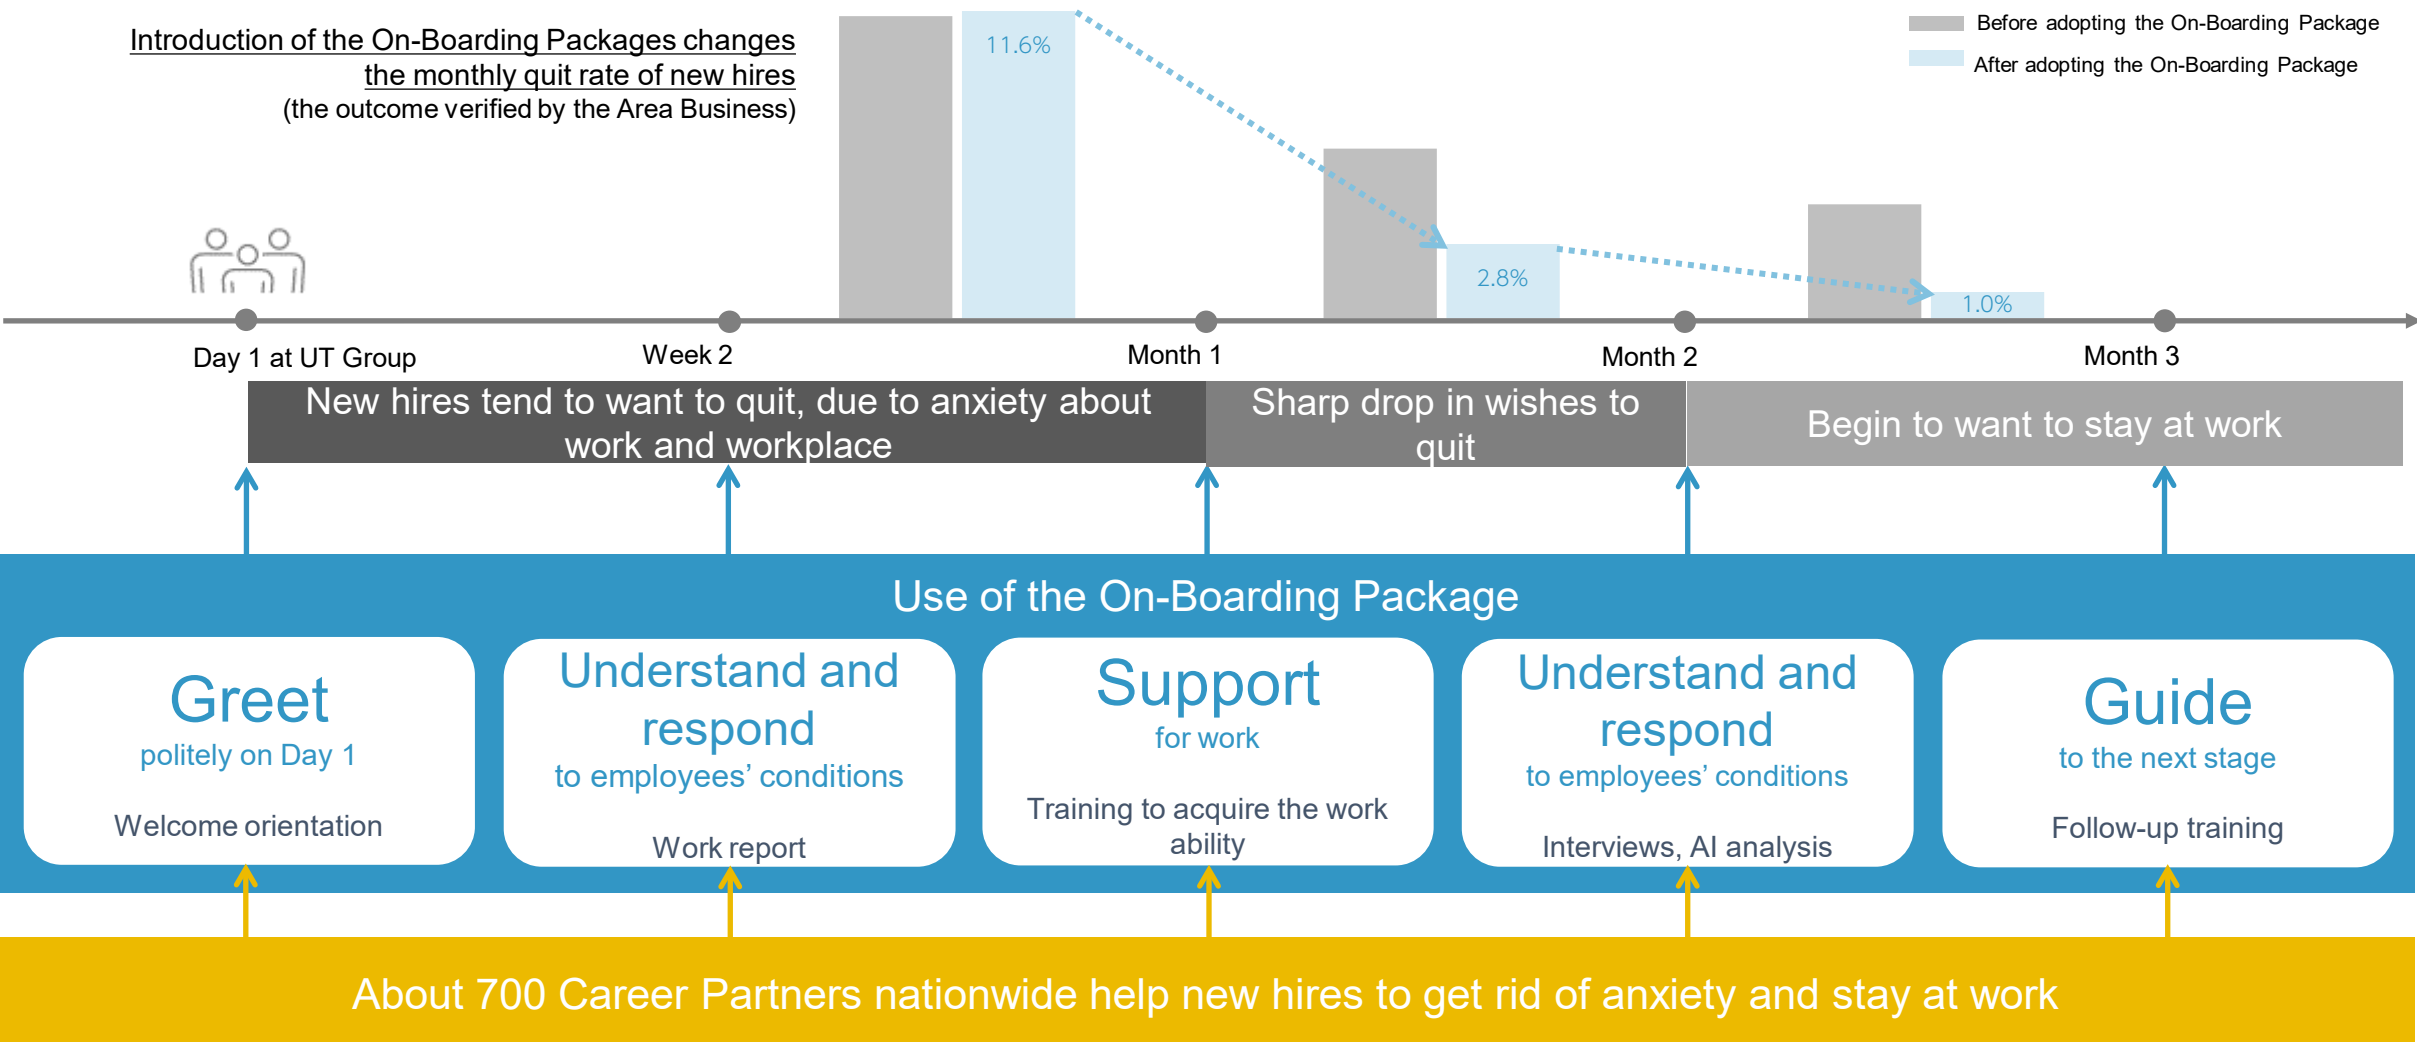 Introduction of the On-Boarding Packages changes
the monthly quit rate of new hires
(the outcome verified by the Area Business)
11.6%
2.8%
1.0%
Before adopting the On-Boarding Package
After adopting the On-Boarding Package
Day 1 at UT Group
Week 2
Month 1
Month 2
Month 3
New hires tend to want to quit, due to anxiety about
work and workplace
Sharp drop in wishes to
quit
Begin to want to stay at work
Use of the On-Boarding Package
Greet
politely on Day 1
Welcome orientation
Understand and
respond
to employees’ conditions
Work report
Support
for work
Training to acquire the work
ability
Understand and
respond
to employees’ conditions
Interviews, AI analysis
Guide
to the next stage
Follow-up training
About 700 Career Partners nationwide help new hires to get rid of anxiety and stay at work